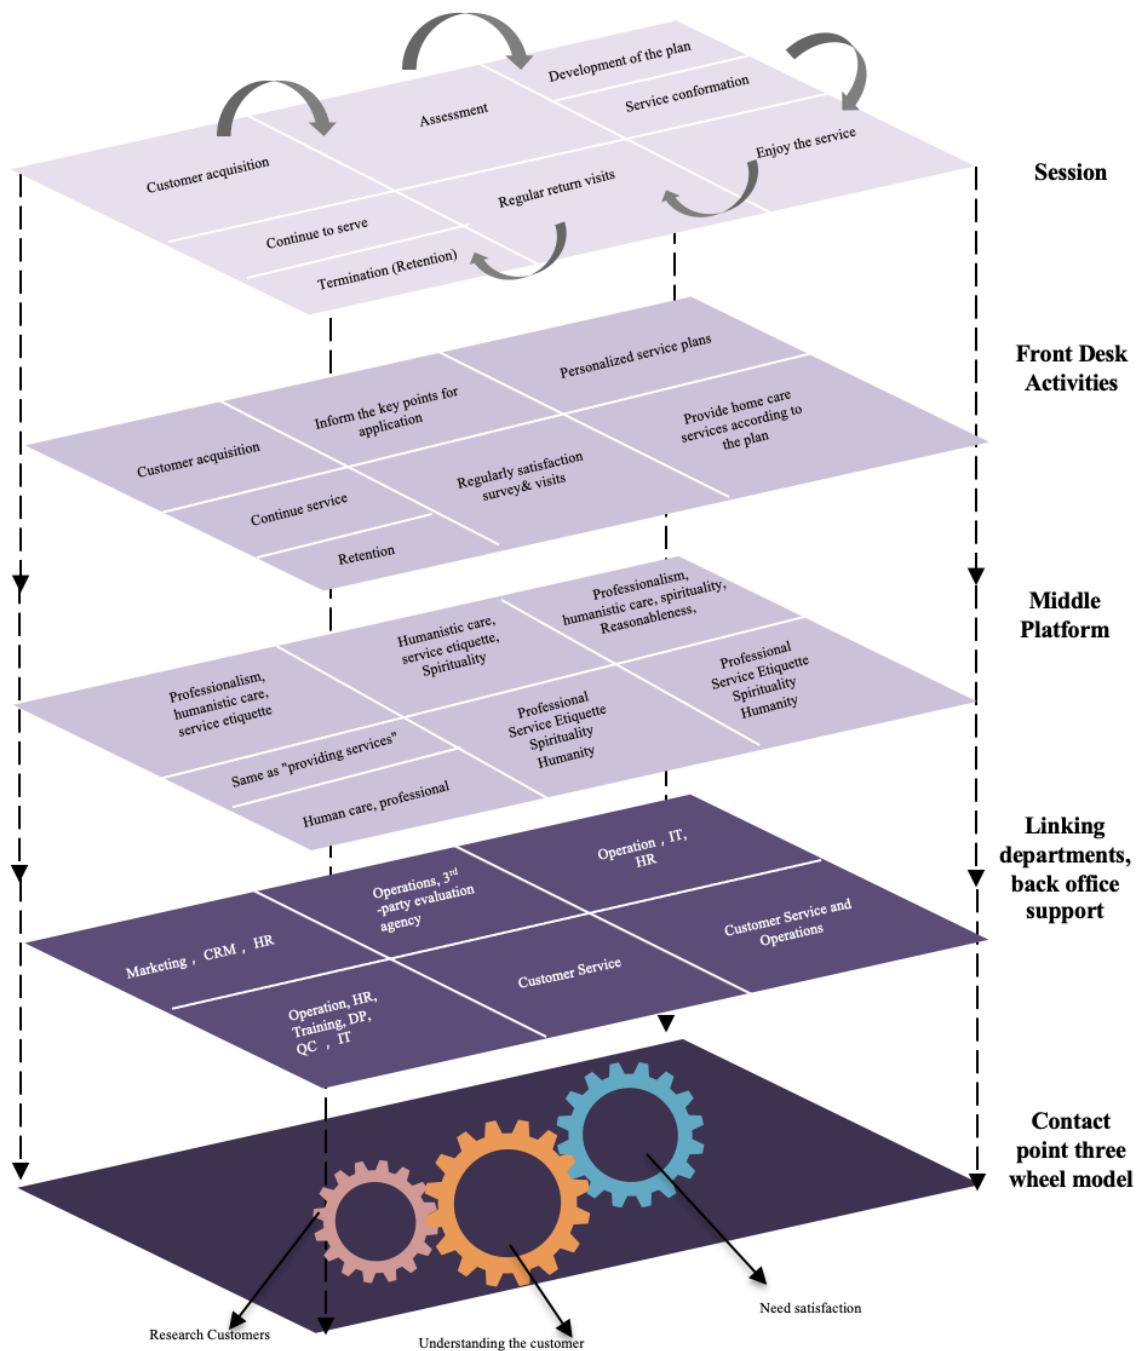 Development of the plan
Assessment
Service conformation
Customer acquisition
Enjoy the service
Regular return visits
Continue to serve
Termination (Retention)
Session
Personalized service plans
Inform the key points for
application
Provide home care
services according to
the plan
Customer acquisition
Regularly satisfaction
survey& visits
Continue service
Retention
Front Desk
Activities
Professionalism,
humanistic care, spirituality,
Reasonableness,
Humanistic care,
service etiquette,
Spirituality
Professionalism,
humanistic care,
service etiquette
Professional
Service Etiquette
Spirituality
Humanity
Professional
Service Etiquette
Spirituality
Humanity
Same as "providing services"
Human care, professional
Middle
Platform
Operation , IT,
HR
Operations, 3rd
-party evaluation
agency
Marketing , CRM , HR
Customer Service and
Operations
Customer Service
Operation, HR,
Training, DP,
QC , IT
Linking
departments,
back office
support
Contact
point three
wheel model
Need satisfaction
Research Customers
Understanding the customer